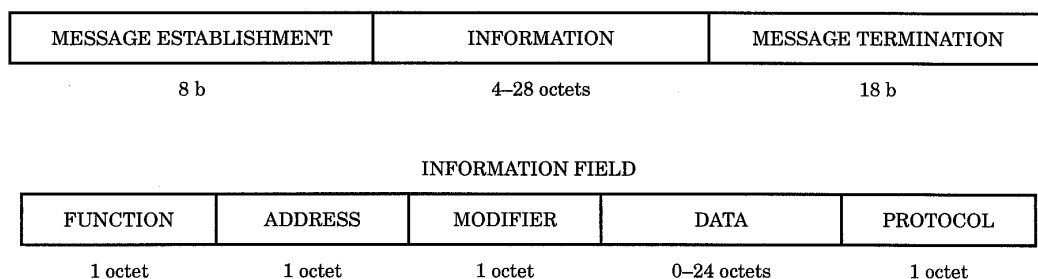 MESSAGE ESTABLISHMENT INFORMATION MESSAGE TERMINATION
8 b 4–28 octets 18 b
INFORMATION FIELD
FUNCTION ADDRESS MODIFIER DATA PROTOCOL
1 octet 1 octet 1 octet 0–24 octets 1 octet